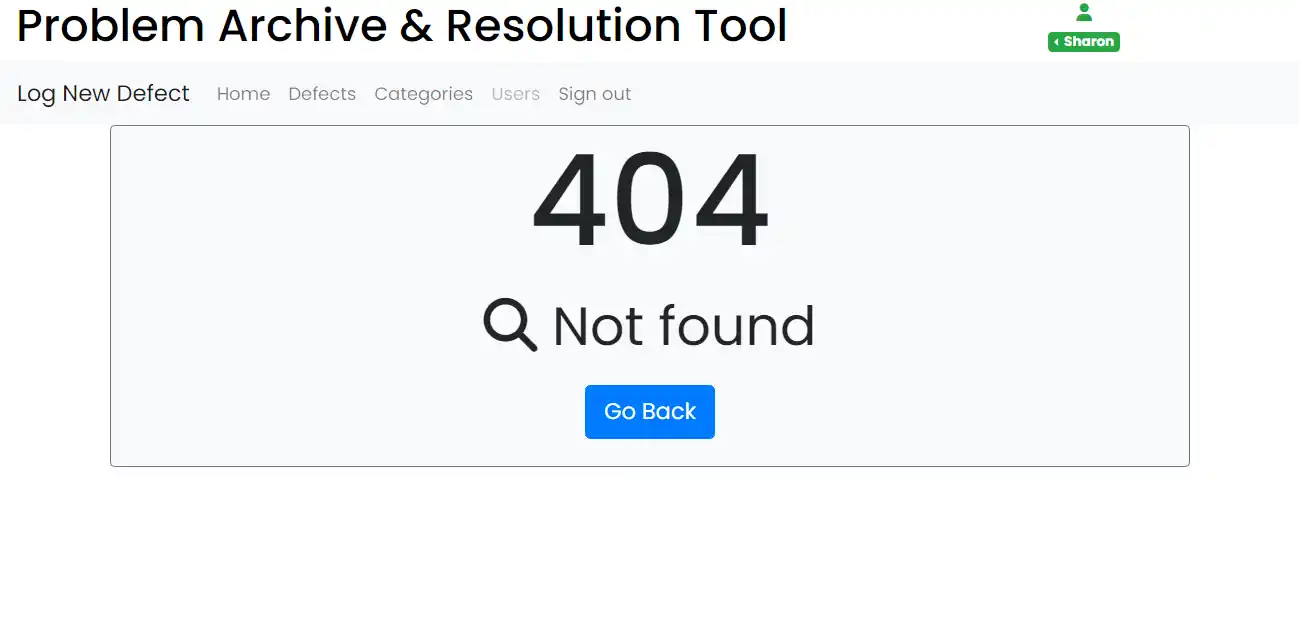 Problem Archive & Resolution Tool
Sharon
Log New Defect Home Defects Categories Users Sign out
404
Not found
Go Back